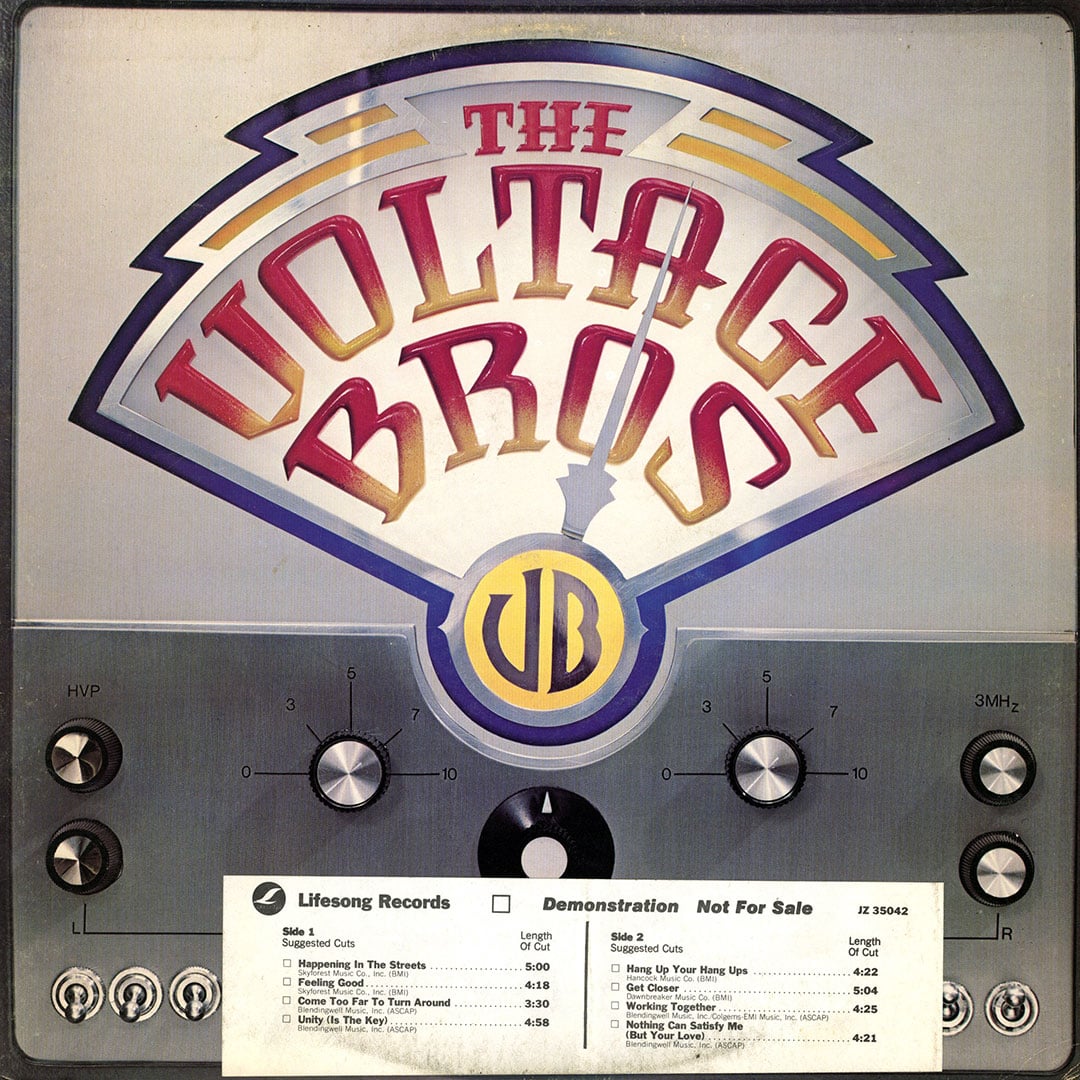 THE
VOLTAGE
BROS
VB
HVP
0 3 5 7 10
0 3 5 7 10
3MHz
L
R
Lifesong Records
Demonstration Not For Sale
JZ 35042
Side 1
Suggested Cuts
Length
Of Cut
Happening In The Streets 5:00
Skyforest Music Co., Inc. (BMI)
Feeling Good 4:18
Skyforest Music Co., Inc. (BMI)
Come Too Far To Turn Around 3:30
Blendingwell Music, Inc. (ASCAP)
Unity (Is The Key) 4:58
Blendingwell Music, Inc. (ASCAP)
Side 2
Suggested Cuts
Length
Of Cut
Hang Up Your Hang Ups 4:22
Hancock Music Co. (BMI)
Get Closer 5:04
Dawnbreaker Music Co. (BMI)
Working Together 4:25
Blendingwell Music, Inc./Colgems-EMI Music, Inc. (ASCAP)
Nothing Can Satisfy Me
(But Your Love) 4:21
Blendingwell Music, Inc. (ASCAP)